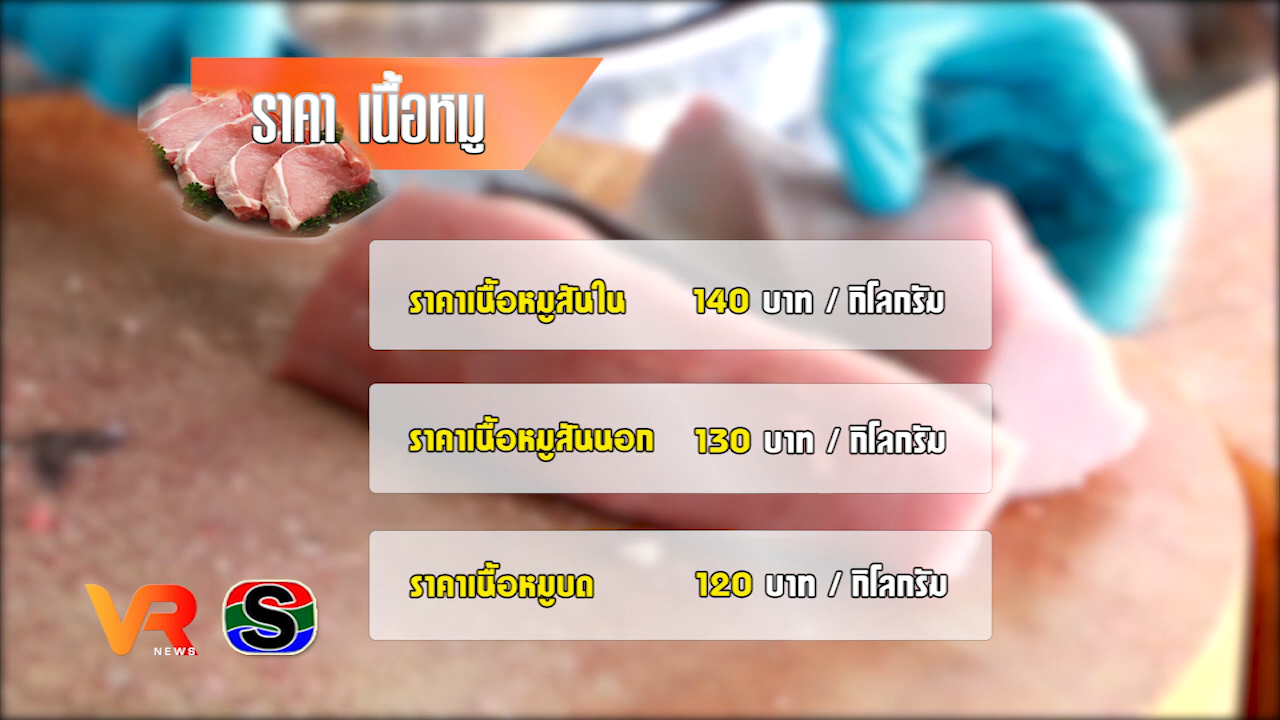 ราคา เนื้อหมู
ราคาเนื้อหมูสันใน 140 บาท / กิโลกรัม
ราคาเนื้อหมูสันนอก 130 บาท / กิโลกรัม
ราคาเนื้อหมูบด 120 บาท / กิโลกรัม
VR S
NEWS